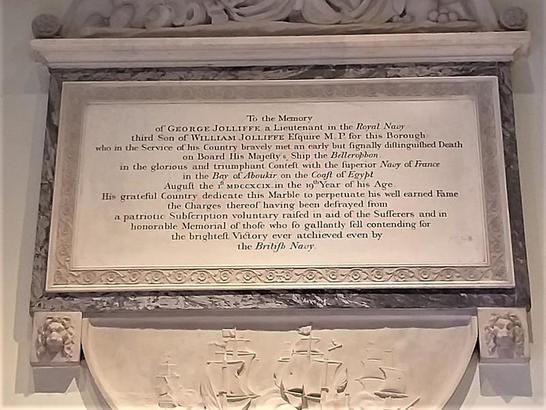 To the Memory
of GEORGE JOLLIFFE a Lieutenant in the Royal Navy
third Son of WILLIAM JOLLIFFE Esquire M.P. for this Borough
who in the Service of his Country bravely met an early but ſignally diſtinguiſhed Death
on Board His Majeſty's Ship the Bellerophon,
in the glorious and triumphant Conteſt with the ſuperior Navy of France
in the Bay of Aboukir on the Coaſt of Egypt
Auguſt the 1ſt MDCCXCIX, in the 19th Year of his Age
His grateful Country dedicate this Marble to perpetuate his well earned Fame
the Charges thereof having been defrayed from
a patriotic Subſcription voluntary raiſed in aid of the Sufferers and in
honorable Memorial of thoſe who ſo gallantly fell contending for
the brighteſt Victory ever atchieved even by
the Britiſh Navy.